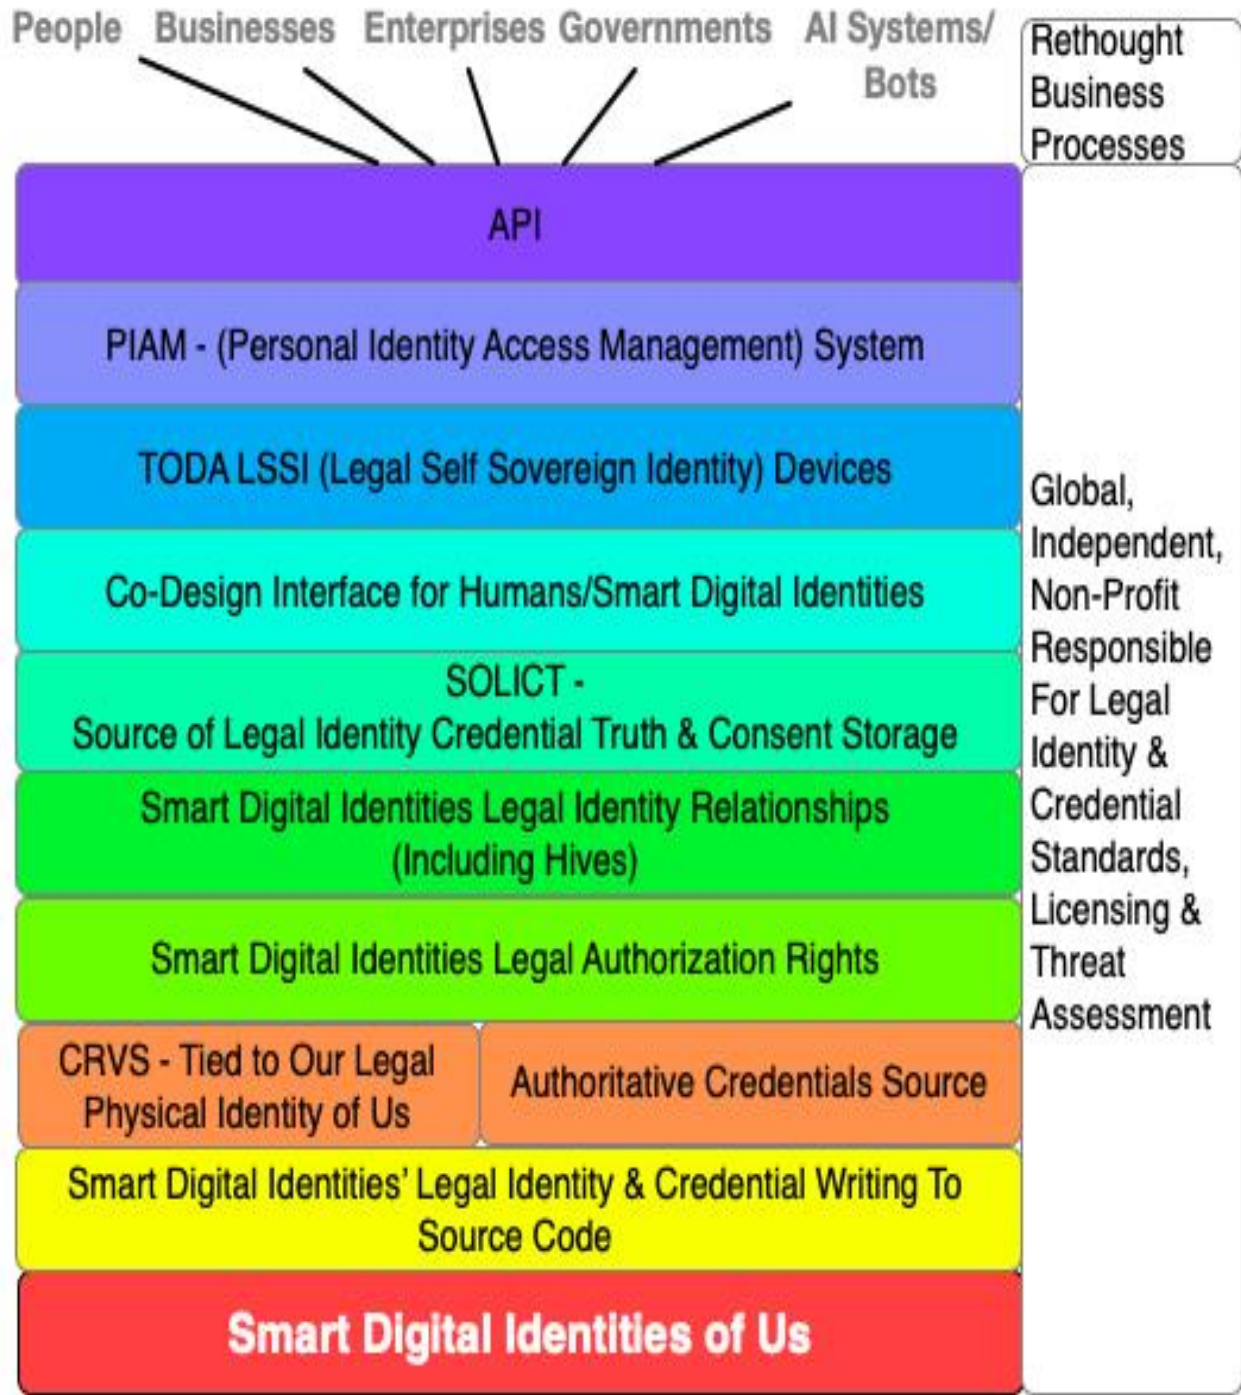 People Businesses Enterprises Governments AI Systems/
Bots
Rethought
Business
Processes
API
PIAM - (Personal Identity Access Management) System
TODA LSSI (Legal Self Sovereign Identity) Devices
Co-Design Interface for Humans/Smart Digital Identities
SOLICT -
Source of Legal Identity Credential Truth & Consent Storage
Smart Digital Identities Legal Identity Relationships
(Including Hives)
Smart Digital Identities Legal Authorization Rights
CRVS - Tied to Our Legal
Physical Identity of Us
Authoritative Credentials Source
Smart Digital Identities' Legal Identity & Credential Writing To
Source Code
Smart Digital Identities of Us
Global,
Independent,
Non-Profit
Responsible
For Legal
Identity &
Credential
Standards,
Licensing &
Threat
Assessment